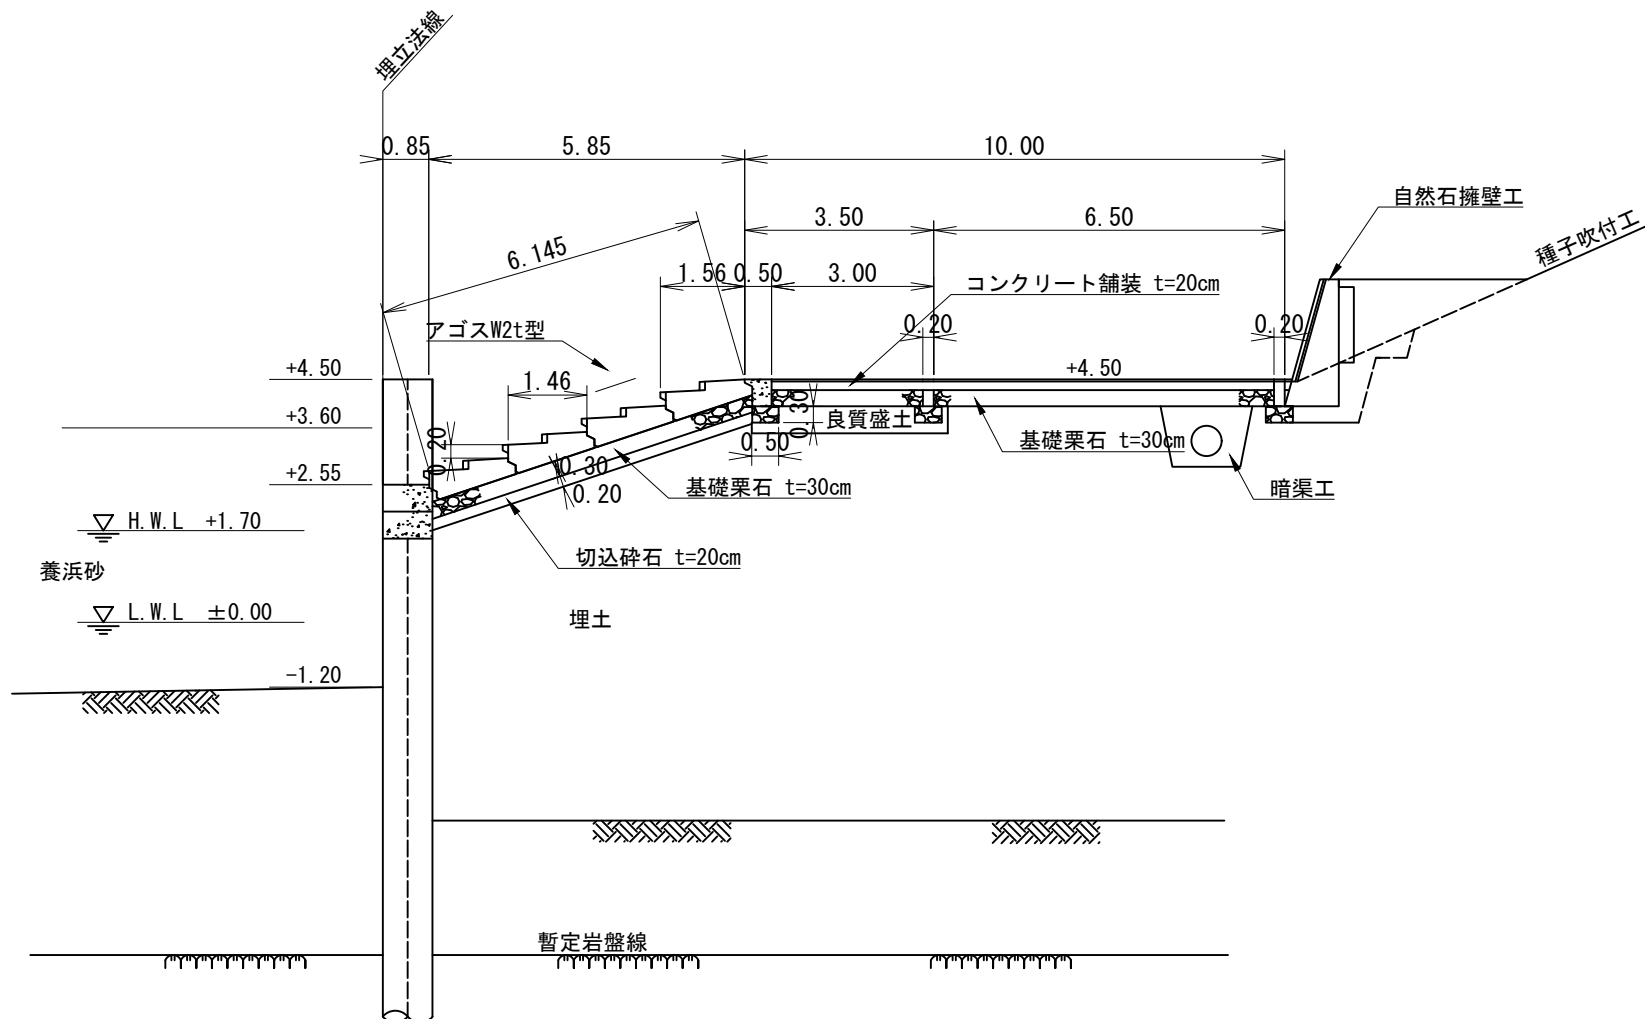 埋立法線
0.85
5.85
10.00
3.50
6.50
自然石擁壁工
種子吹付工
6.145
1.56
0.50
3.00
コンクリート舗装 t=20cm
アゴスW2t型
0.20
0.20
+4.50
1.46
+4.50
+3.60
0.20
0.30
良質盛土
基礎栗石 t=30cm
0.50
+2.55
0.30
0.20
基礎栗石 t=30cm
暗渠工
H.W.L +1.70
切込砕石 t=20cm
養浜砂
L.W.L ±0.00
埋土
-1.20
暫定岩盤線